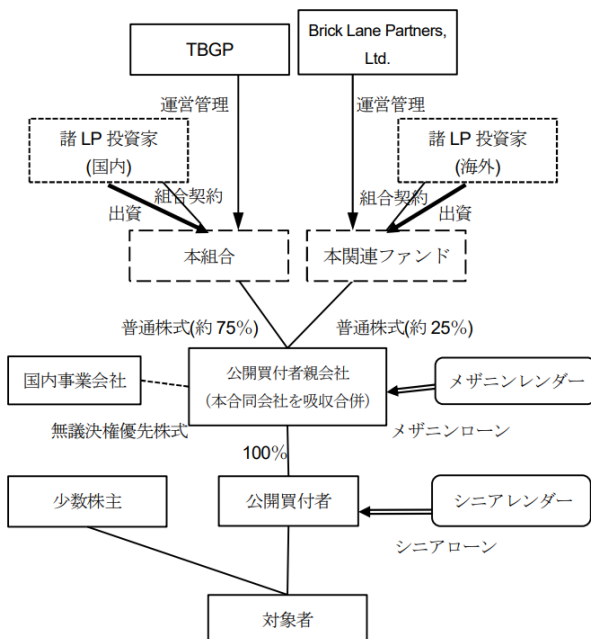 TBGP
Brick Lane Partners,
Ltd.
運営管理
運営管理
諸 LP 投資家
(国内)
諸 LP 投資家
(海外)
組合契約
出資
組合契約
出資
本組合
本関連ファンド
普通株式(約 75%)
普通株式(約 25%)
国内事業会社
公開買付者親会社
(本合同会社を吸収合併)
メザニンレンダー
無議決権優先株式
メザニンローン
100%
少数株主
公開買付者
シニアレンダー
シニアローン
対象者